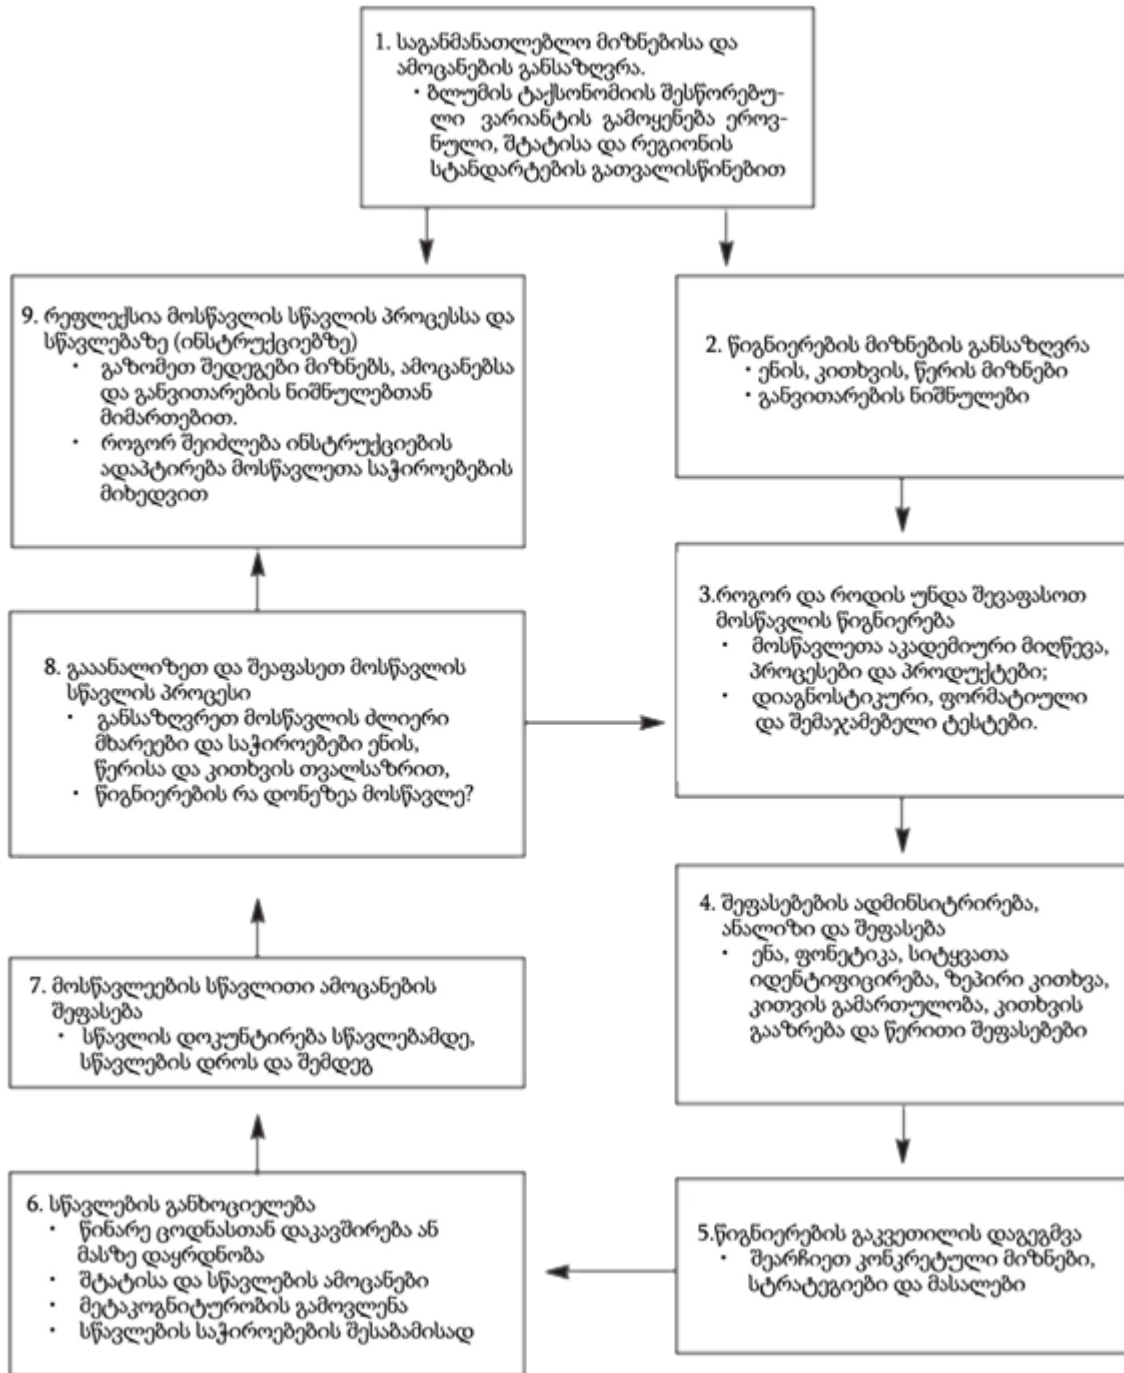 1. საგანმანათლებლო მიზნებისა და
ამოცანების განსაზღვრა.
· ბლუმის ტაქსონომიის შესწორებუ-
ლი ვარიანტის გამოყენება ეროვ-
ნული, შტატისა და რეგიონის
სტანდარტების გათვალისწინებით
2. წიგნიერების მიზნების განსაზღვრა
· ენის, კითხვის, წერის მიზნები
· განვითარების ნიშნულები
3.როგორ და როდის უნდა შევაფასოთ
მოსწავლის წიგნიერება
· მოსწავლეთა აკადემიური მიღწევა,
პროცესები და პროდუქტები;
· დიაგნოსტიკური, ფორმატიული
და შემაჯამებელი ტესტები.
4. შეფასებების ადმინსიტრირება,
ანალიზი და შეფასება
· ენა, ფონეტიკა, სიტყვათა
იდენტიფიცირება, ზეპირი კითხვა,
კითვის გამართულობა, კითხვის
გააზრება და წერითი შეფასებები
5.წიგნიერების გაკვეთილის დაგეგმვა
· შეარჩიეთ კონკრეტული მიზნები,
სტრატეგიები და მასალები
6. სწავლების განხოციელება
· წინარე ცოდნასთან დაკავშირება ან
მასზე დაყრდნობა
· შტატისა და სწავლების ამოცანები
· მეტაკოგნიტურობის გამოვლენა
· სწავლების საჭიროებების შესაბამისად
7. მოსწავლეების სწავლითი ამოცანების
შეფასება
· სწავლის დოკუნტირება სწავლებამდე,
სწავლების დროს და შემდეგ
8. გააანალიზეთ და შეაფასეთ მოსწავლის
სწავლის პროცესი
· განსაზღვრეთ მოსწავლის ძლიერი
მხარეები და საჭიროებები ენის,
წერისა და კითხვის თვალსაზრით,
· წიგნიერების რა დონეზეა მოსწავლე?
9. რეფლექსია მოსწავლის სწავლის პროცესსა და
სწავლებაზე (ინსტრუქციებზე)
· გაზომეთ შედეგები მიზნებს, ამოცანებსა
და განვითარების ნიშნულებთან
მიმართებით.
· როგორ შეიძლება ინსტრუქციების
ადაპტირება მოსწავლეთა საჭიროებების
მიხედვით